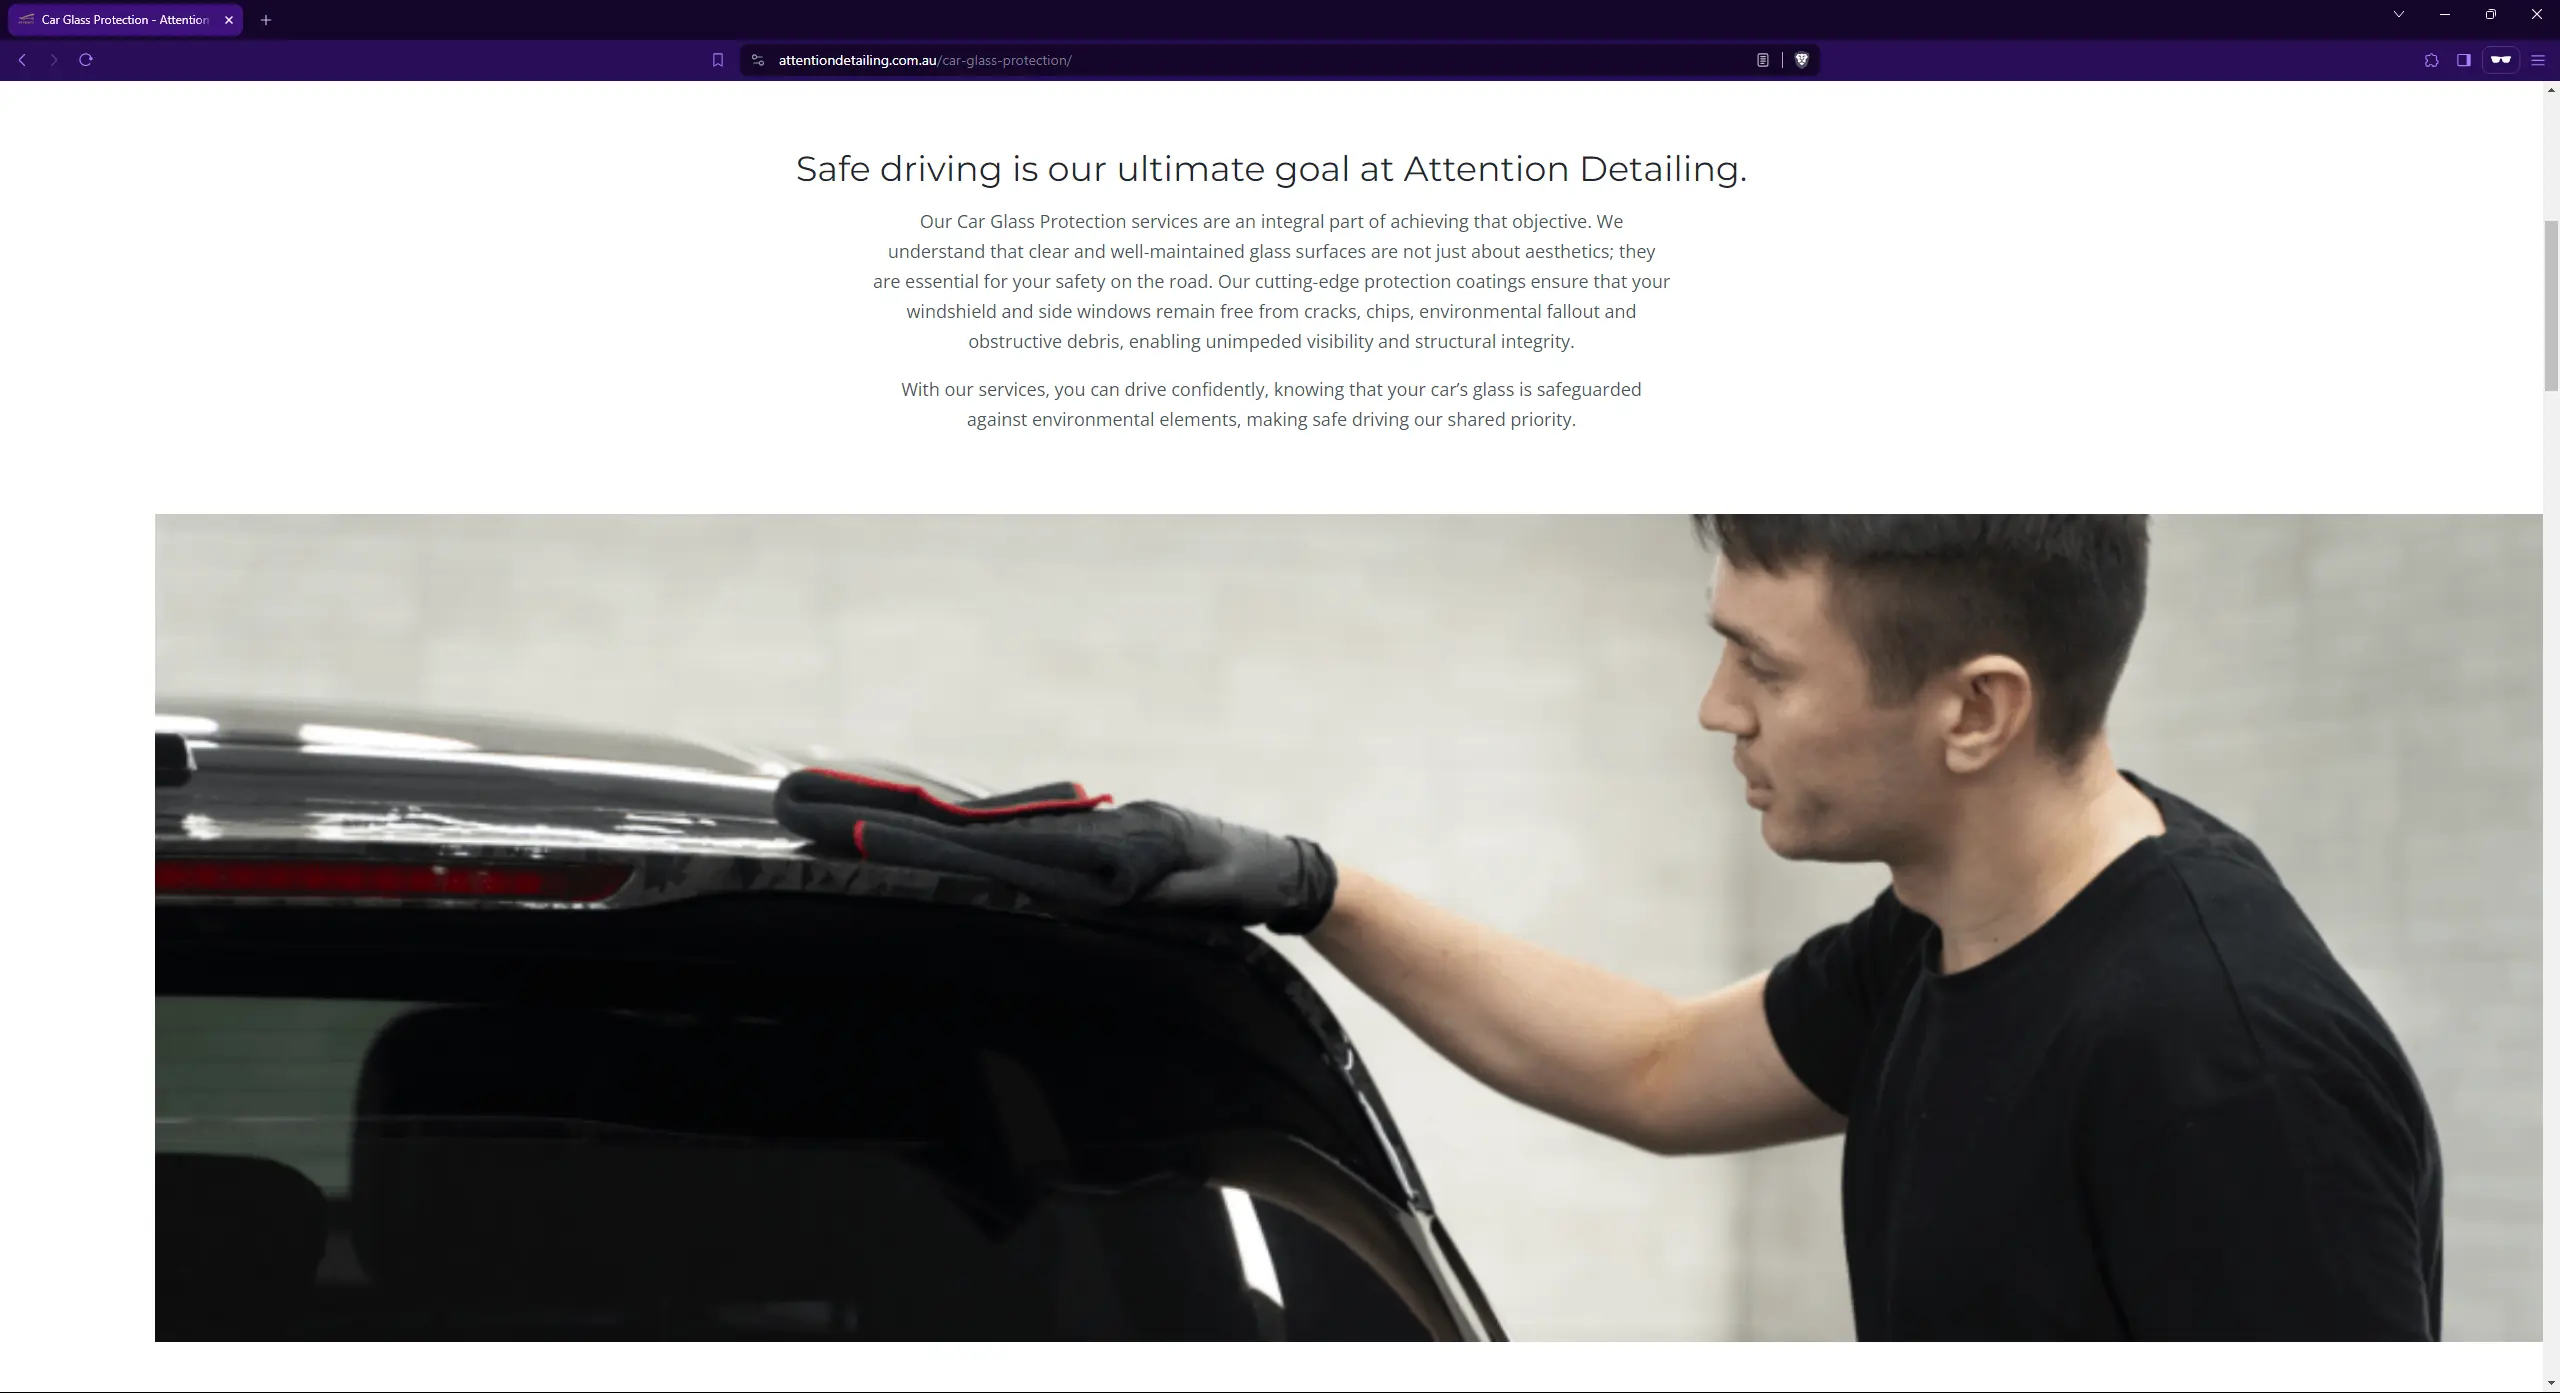 Car Glass Protection - Attention
attentiondetailing.com.au/car-glass-protection/
Safe driving is our ultimate goal at Attention Detailing.
Our Car Glass Protection services are an integral part of achieving that objective. We
understand that clear and well-maintained glass surfaces are not just about aesthetics; they
are essential for your safety on the road. Our cutting-edge protection coatings ensure that your
windshield and side windows remain free from cracks, chips, environmental fallout and
obstructive debris, enabling unimpeded visibility and structural integrity.
With our services, you can drive confidently, knowing that your car’s glass is safeguarded
against environmental elements, making safe driving our shared priority.